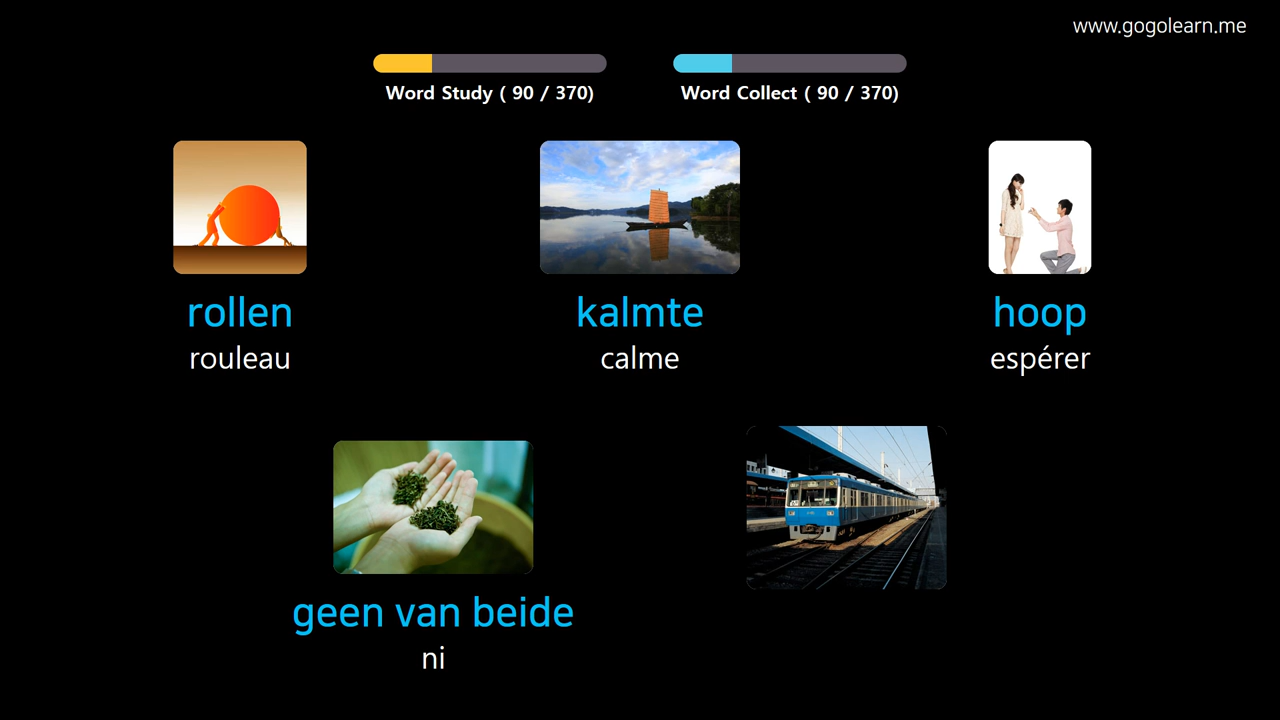 www.gogolearn.me
Word Study ( 90 / 370)
Word Collect ( 90 / 370)
rollen
rouleau
kalmte
calme
hoop
espérer
geen van beide
ni